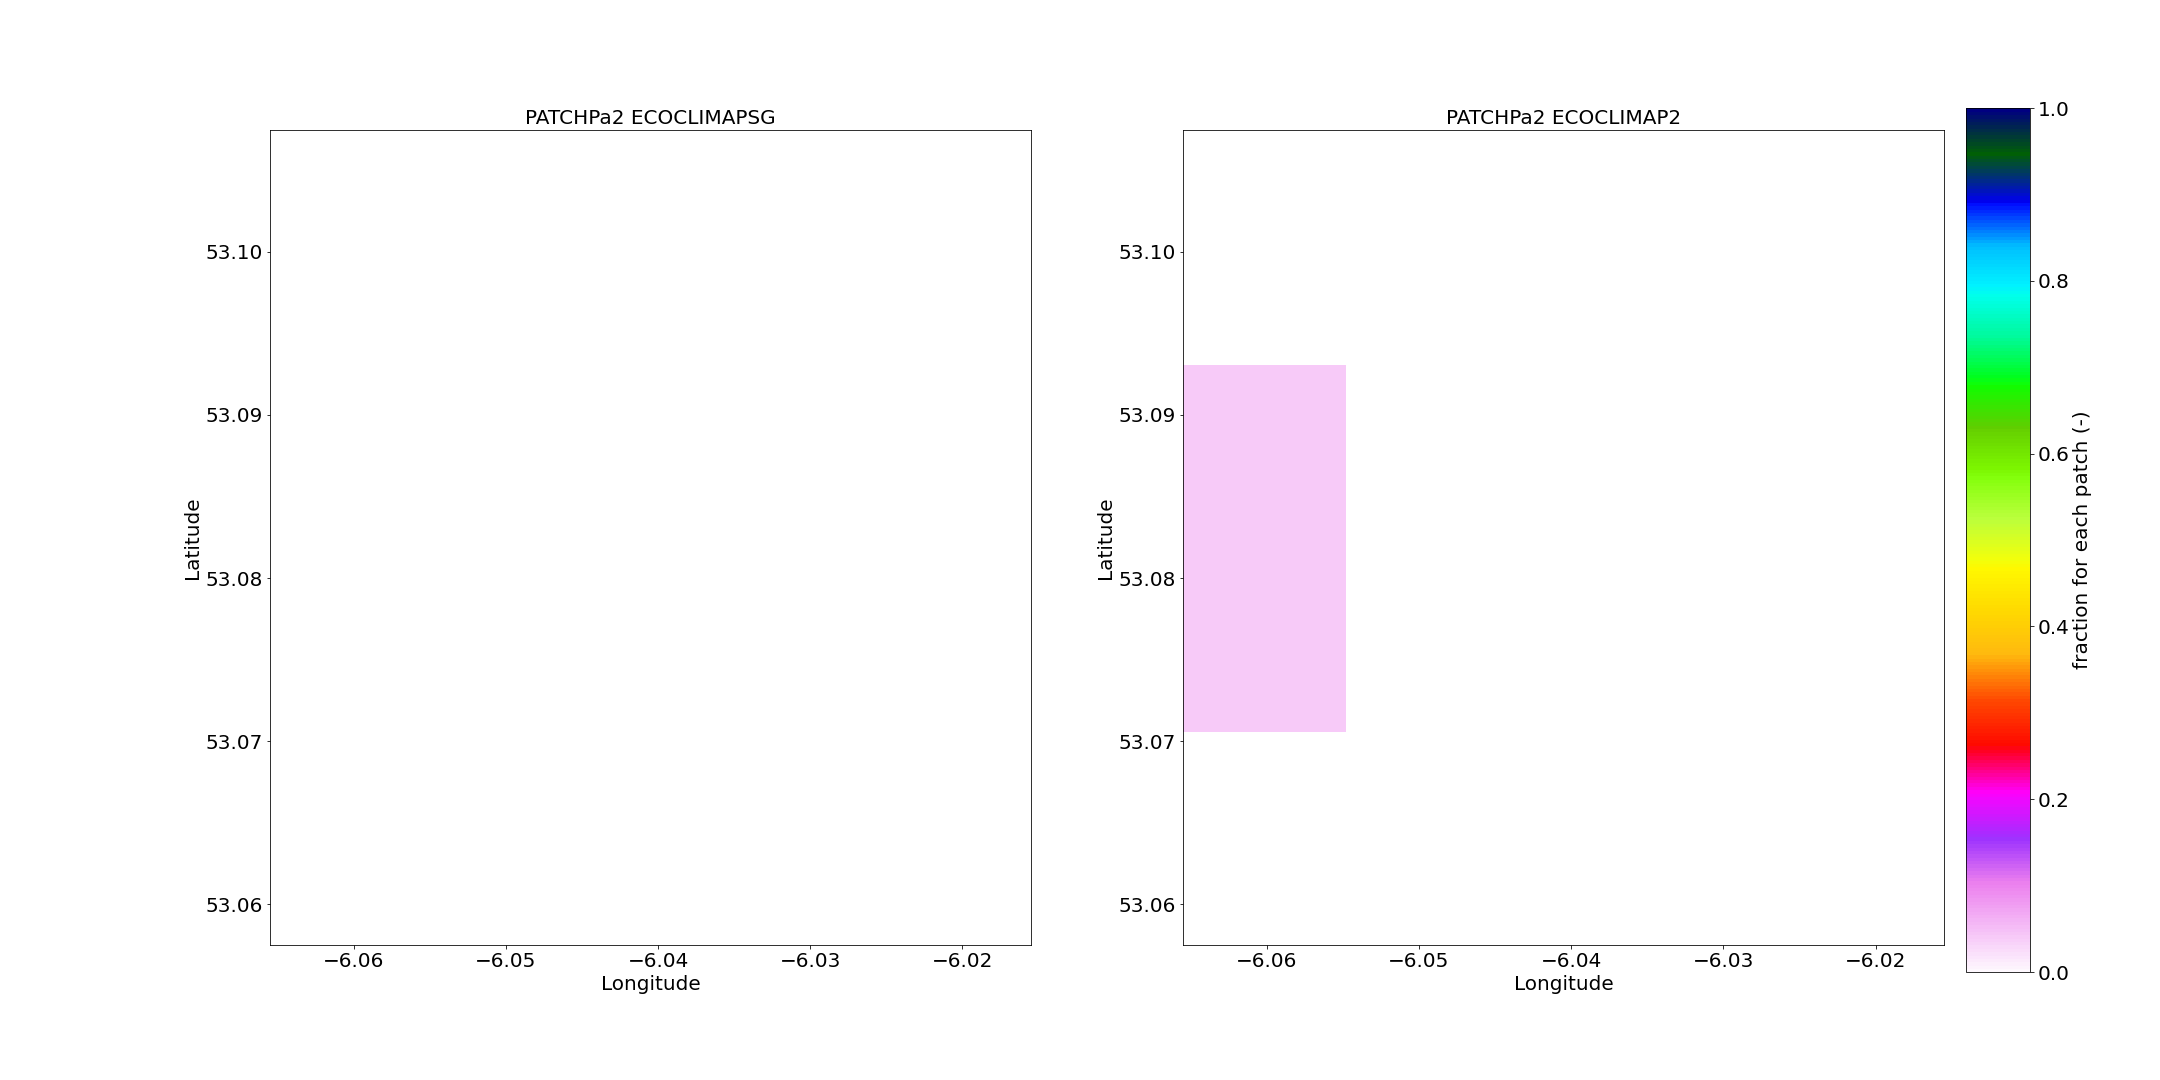 PATCHPa2 ECOCLIMAPSG
53.10
53.09
53.08
53.07
53.06
Latitude
−6.06 −6.05 −6.04 −6.03 −6.02
Longitude
PATCHPa2 ECOCLIMAP2
53.10
53.09
53.08
53.07
53.06
Latitude
−6.06 −6.05 −6.04 −6.03 −6.02
Longitude
1.0
0.8
0.6
0.4
0.2
0.0
fraction for each patch (-)